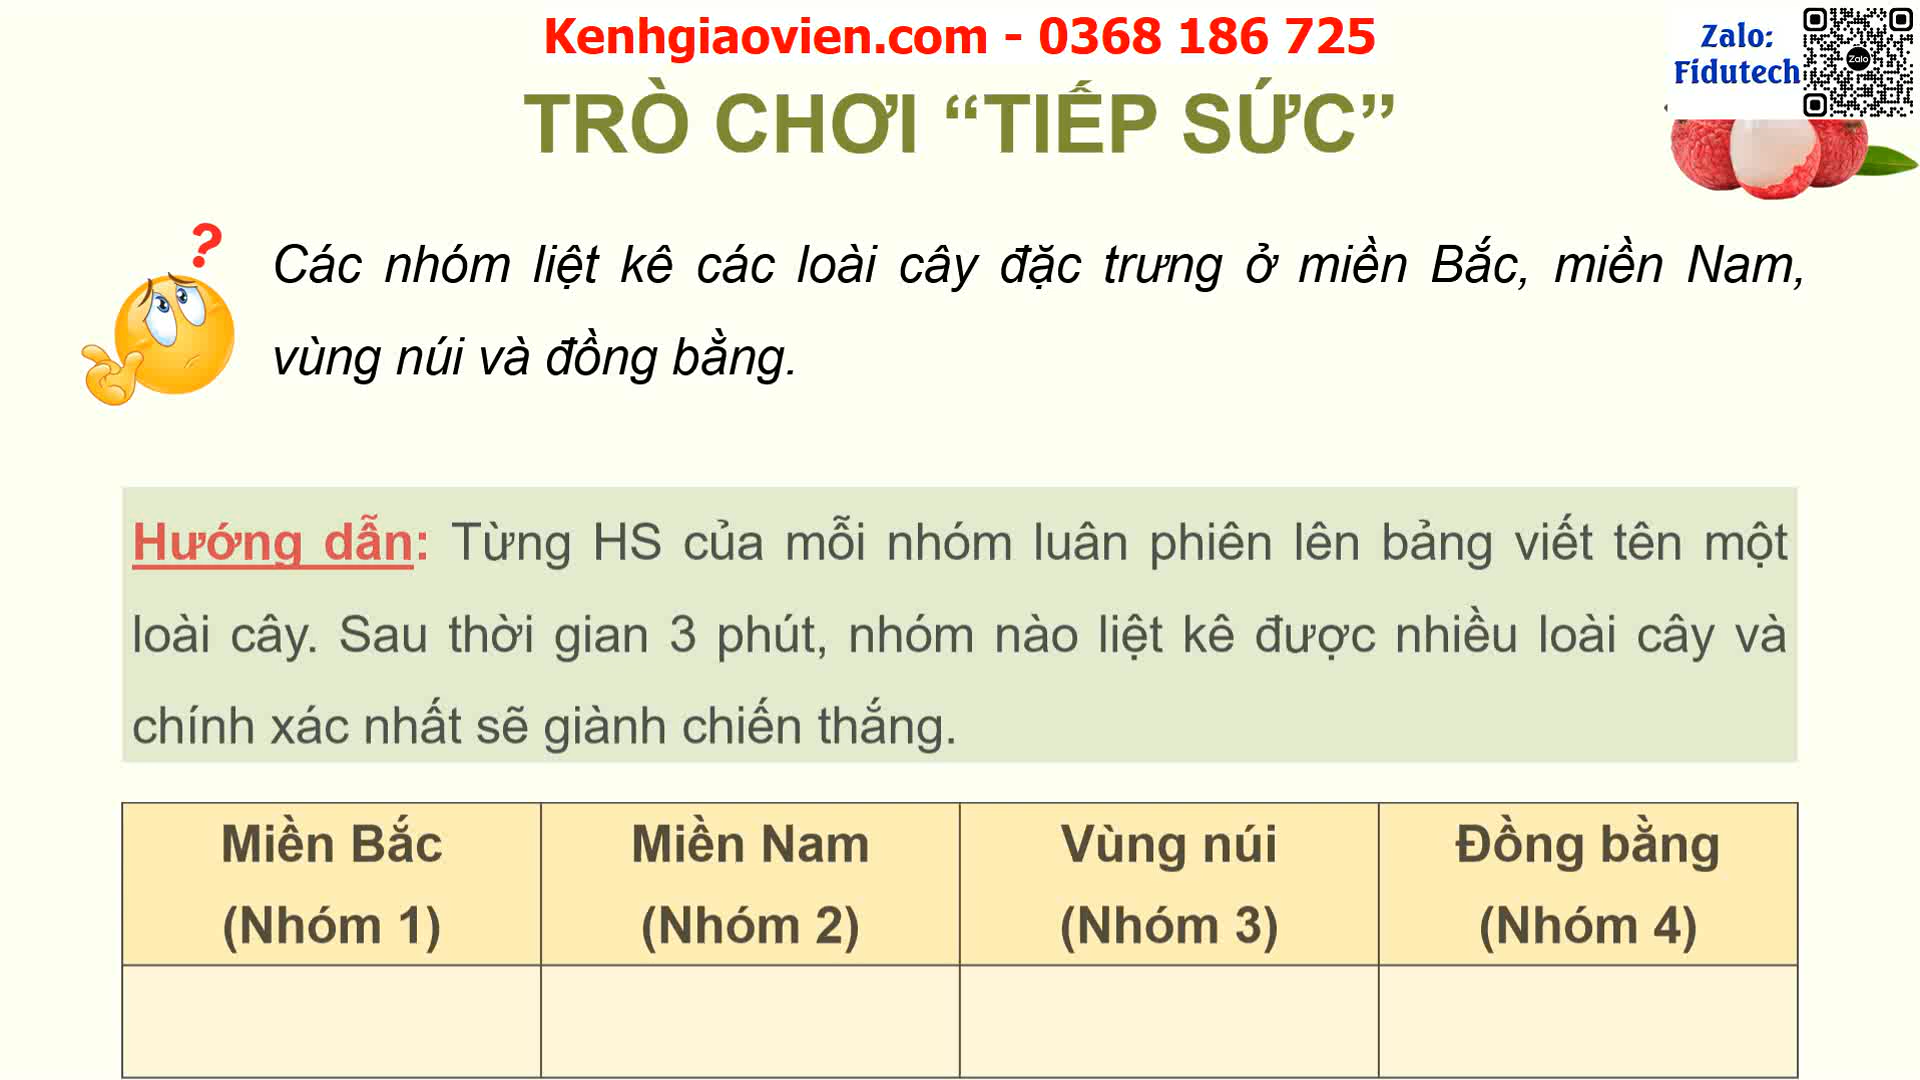 Kenhgiaovien.com - 0368 186 725
Zalo:
Fidutech
Zalo
TRÒ CHƠI “TIẾP SỨC”
?
Các nhóm liệt kê các loài cây đặc trưng ở miền Bắc, miền Nam,
vùng núi và đồng bằng.
Hướng dẫn: Từng HS của mỗi nhóm luân phiên lên bảng viết tên một
loài cây. Sau thời gian 3 phút, nhóm nào liệt kê được nhiều loài cây và
chính xác nhất sẽ giành chiến thắng.
Miền Bắc
(Nhóm 1)
Miền Nam
(Nhóm 2)
Vùng núi
(Nhóm 3)
Đồng bằng
(Nhóm 4)